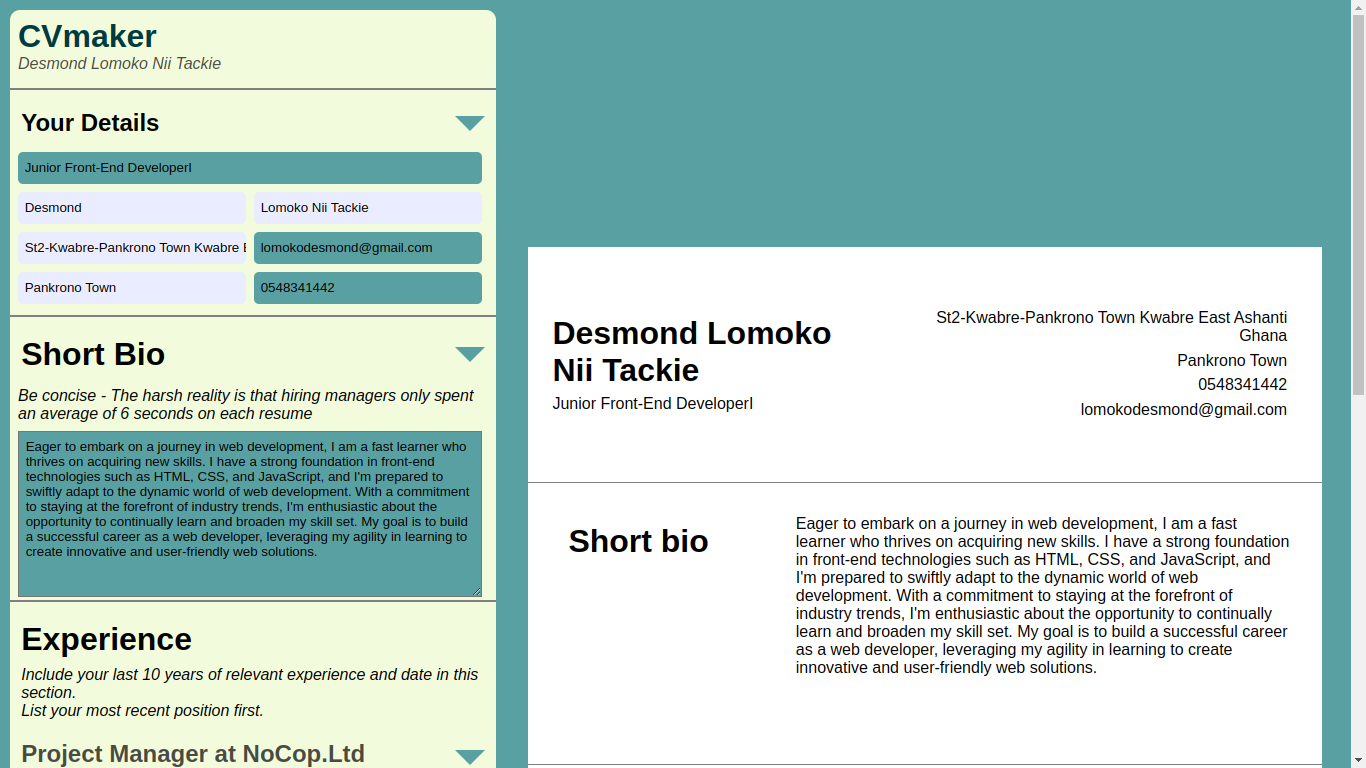 CVmaker
Desmond Lomoko Nii Tackie
Your Details
Junior Front-End DeveloperI
Desmond
Lomoko Nii Tackie
St2-Kwabre-Pankrono Town Kwabre E
lomokodesmond@gmail.com
Pankrono Town
0548341442
Short Bio
Be concise - The harsh reality is that hiring managers only spent
an average of 6 seconds on each resume
Eager to embark on a journey in web development, I am a fast learner who
thrives on acquiring new skills. I have a strong foundation in front-end
technologies such as HTML, CSS, and JavaScript, and I'm prepared to
swiftly adapt to the dynamic world of web development. With a commitment
to staying at the forefront of industry trends, I'm enthusiastic about the
opportunity to continually learn and broaden my skill set. My goal is to build
a successful career as a web developer, leveraging my agility in learning to
create innovative and user-friendly web solutions.
Experience
Include your last 10 years of relevant experience and date in this
section.
List your most recent position first.
Project Manager at NoCop.Ltd
Desmond Lomoko
Nii Tackie
Junior Front-End DeveloperI
St2-Kwabre-Pankrono Town Kwabre East Ashanti
Ghana
Pankrono Town
0548341442
lomokodesmond@gmail.com
Short bio
Eager to embark on a journey in web development, I am a fast
learner who thrives on acquiring new skills. I have a strong foundation
in front-end technologies such as HTML, CSS, and JavaScript, and
I'm prepared to swiftly adapt to the dynamic world of web
development. With a commitment to staying at the forefront of
industry trends, I'm enthusiastic about the opportunity to continually
learn and broaden my skill set. My goal is to build a successful career
as a web developer, leveraging my agility in learning to create
innovative and user-friendly web solutions.